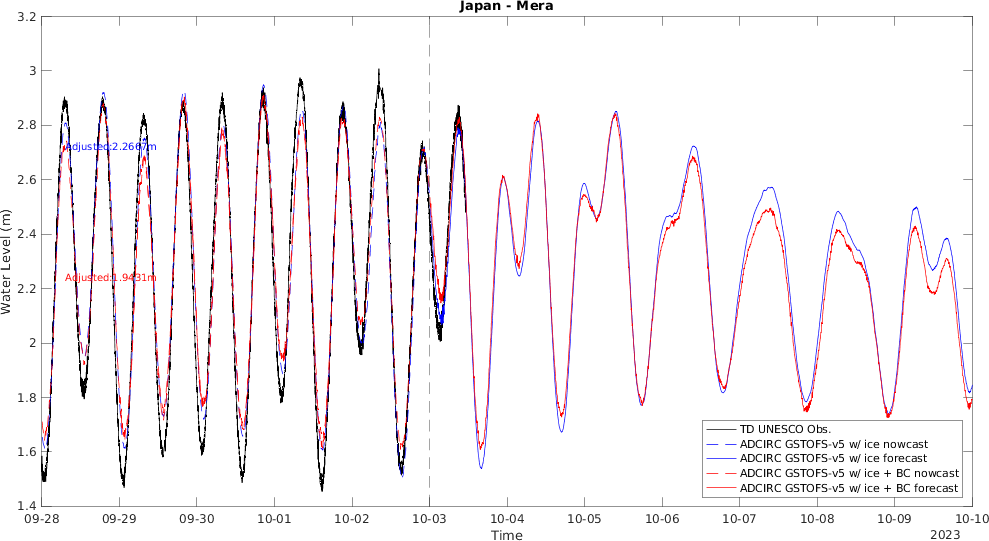 Japan - Mera
3.2
3
2.8
2.6
2.4
2.2
2
1.8
1.6
1.4
Water Level (m)
Adjusted:2.2667m
Adjusted:1.9431m
TD UNESCO Obs.
ADCIRC GSTOFS-v5 w/ ice nowcast
ADCIRC GSTOFS-v5 w/ ice forecast
ADCIRC GSTOFS-v5 w/ ice + BC nowcast
ADCIRC GSTOFS-v5 w/ ice + BC forecast
09-28 09-29 09-30 10-01 10-02 10-03 10-04 10-05 10-06 10-07 10-08 10-09 10-10
Time
2023